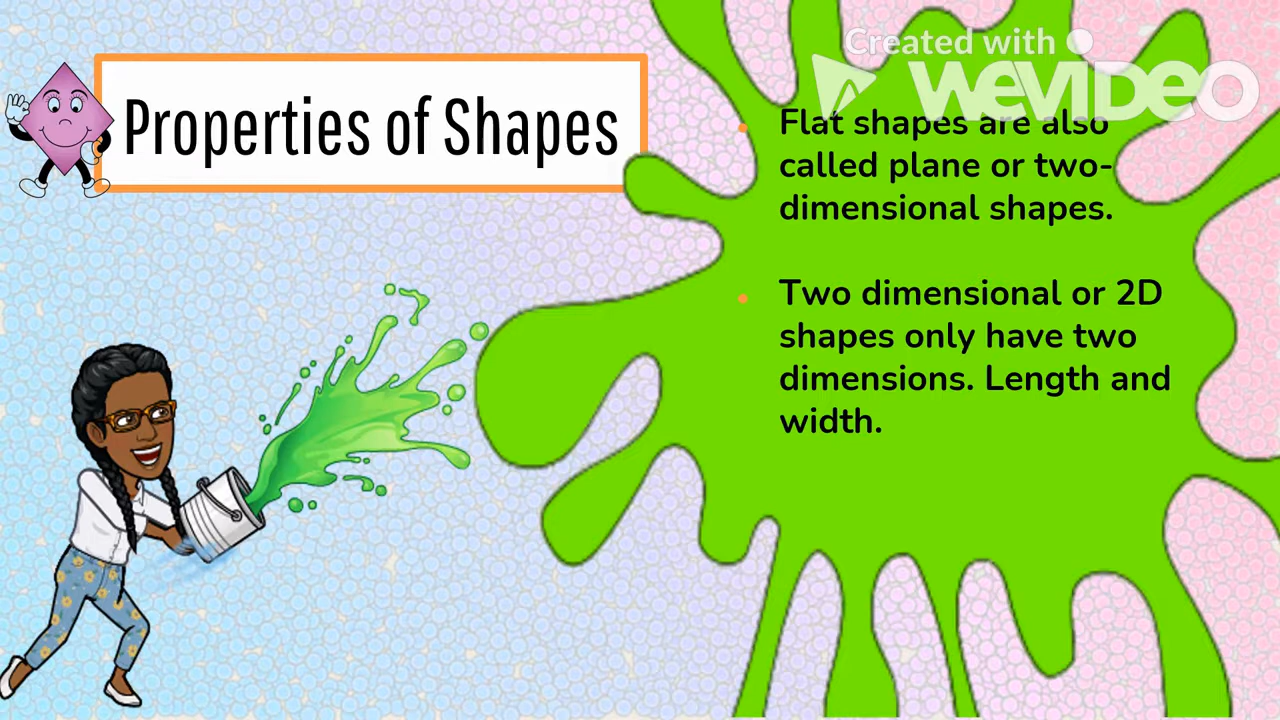 Created with
WEVIDEO
Properties of Shapes
Flat shapes are also
called plane or two-
dimensional shapes.
Two dimensional or 2D
shapes only have two
dimensions. Length and
width.